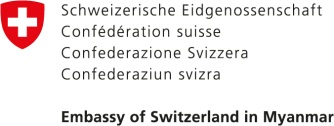 Schweizerische Eidgenossenschaft
Confédération suisse
Confederazione Svizzera
Confederaziun svizra
Embassy of Switzerland in Myanmar